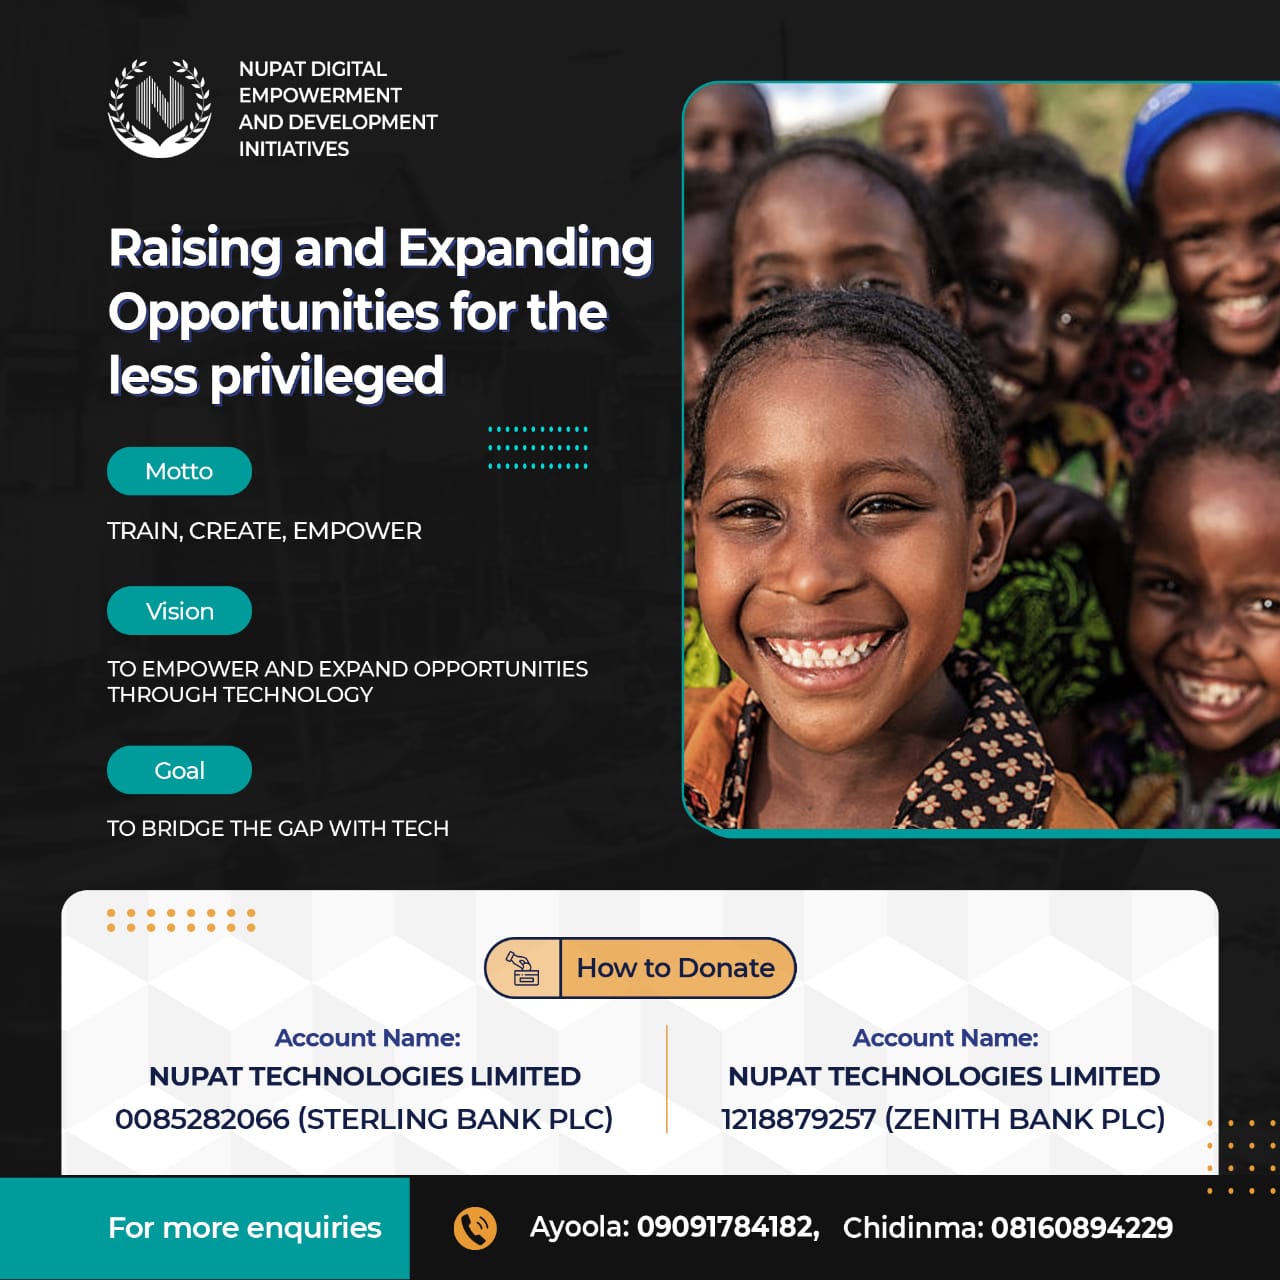 NUPAT DIGITAL
EMPOWERMENT
AND DEVELOPMENT
INITIATIVES
Raising and Expanding
Opportunities for the
less privileged
Motto
TRAIN, CREATE, EMPOWER
Vision
TO EMPOWER AND EXPAND OPPORTUNITIES
THROUGH TECHNOLOGY
Goal
TO BRIDGE THE GAP WITH TECH
How to Donate
Account Name:
NUPAT TECHNOLOGIES LIMITED
0085282066 (STERLING BANK PLC)
Account Name:
NUPAT TECHNOLOGIES LIMITED
1218879257 (ZENITH BANK PLC)
For more enquiries
Ayoola: 09091784182, Chidinma: 08160894229